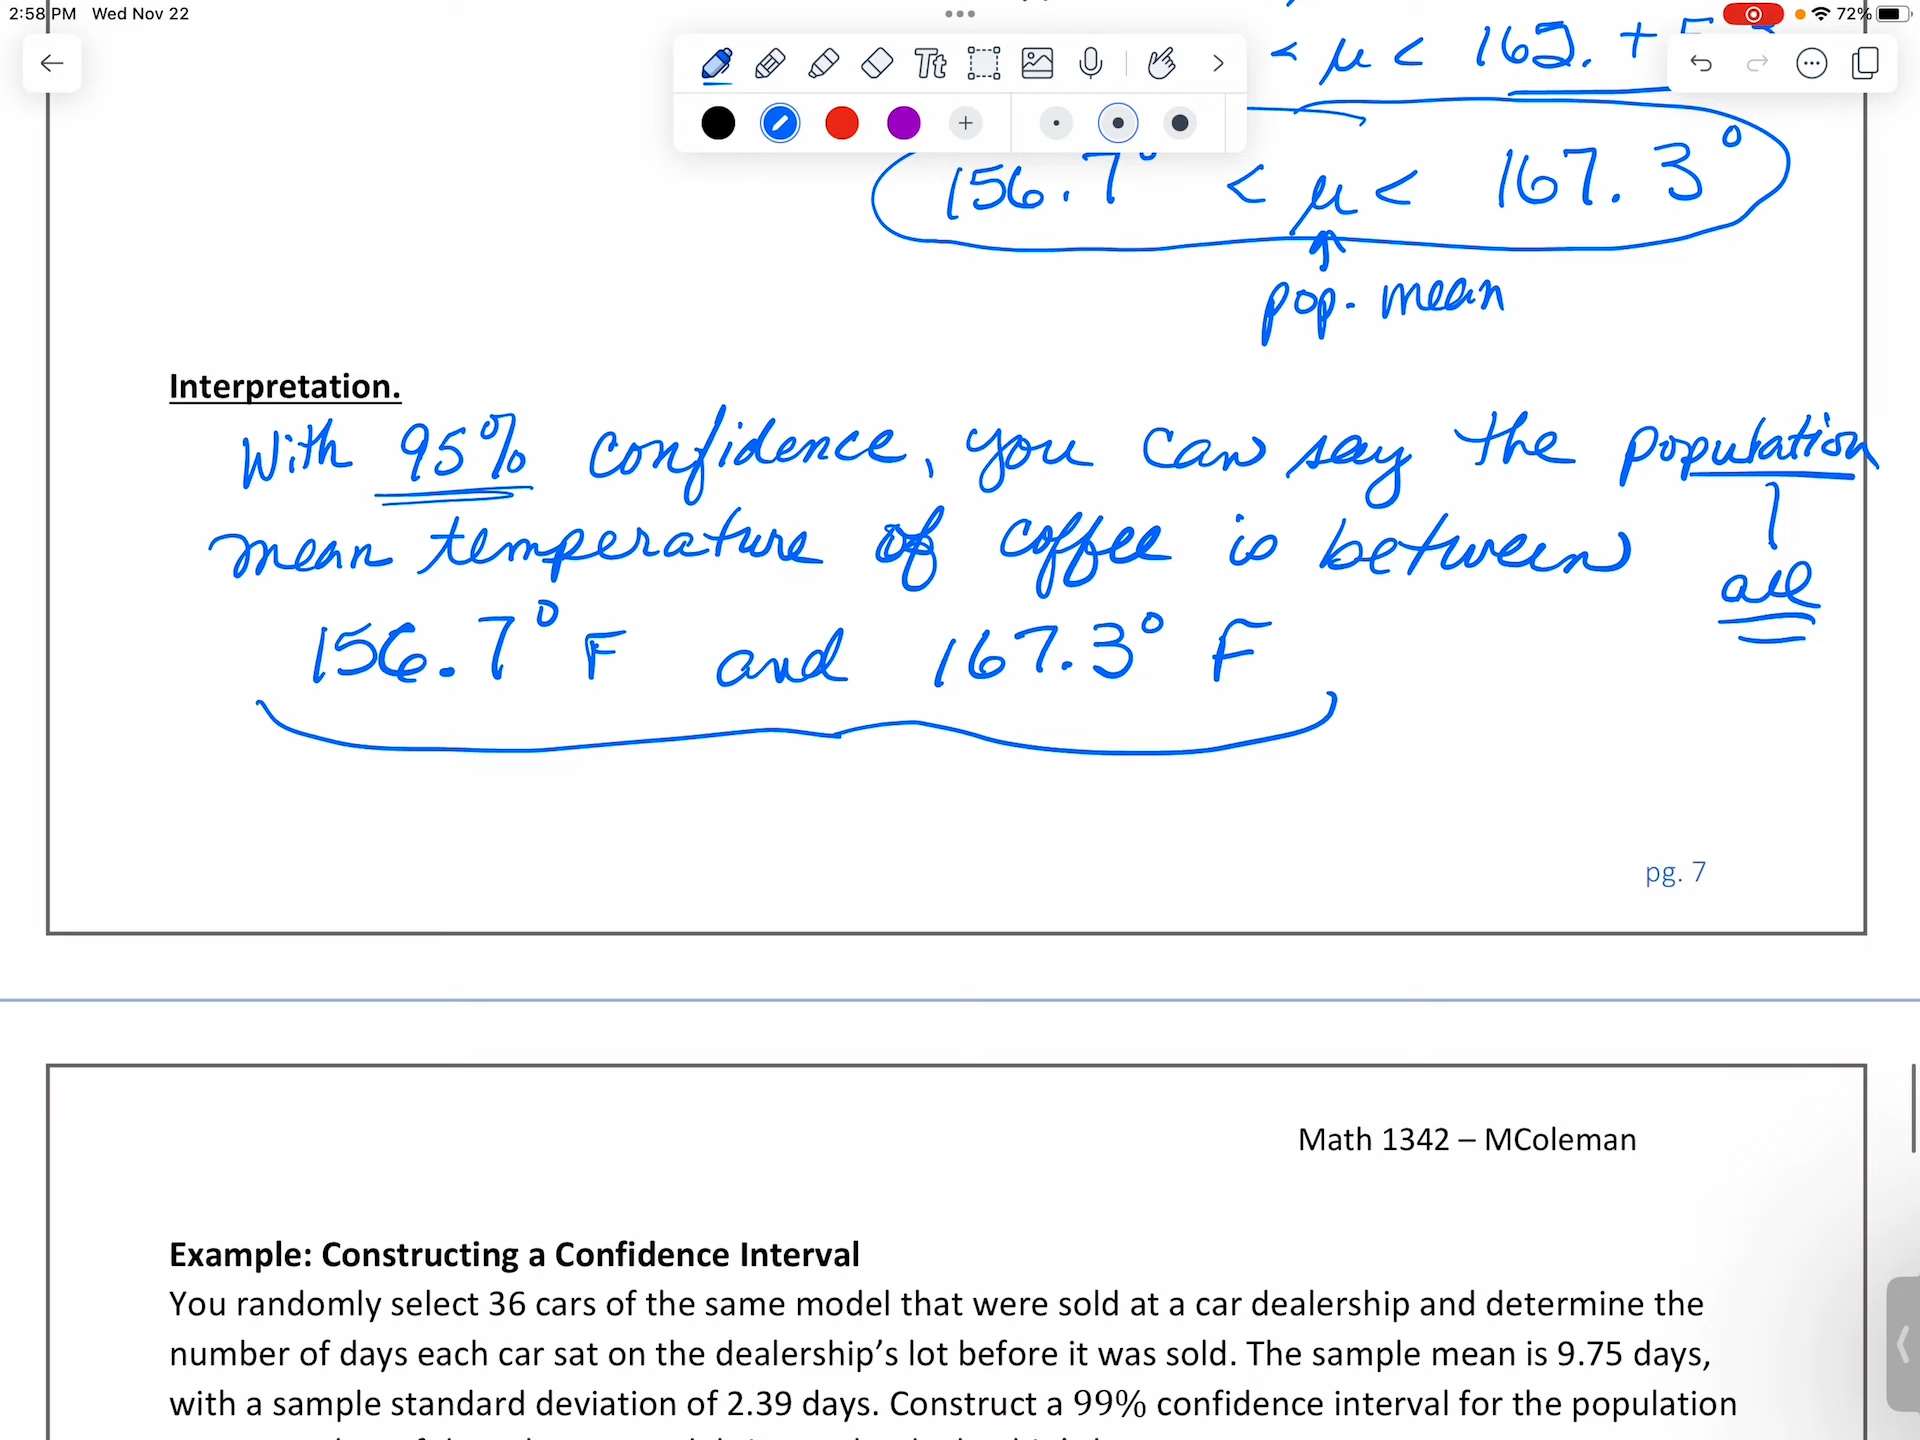 2:58 PM Wed Nov 22
72%
Tt
< μ < 162. +
156.7° < μ < 167.3°
pop. mean
Interpretation.
With 95% confidence, you can say the population
mean temperature of coffee is between
all
156.7° F and 167.3° F
pg. 7
Math 1342 – MColeman
Example: Constructing a Confidence Interval
You randomly select 36 cars of the same model that were sold at a car dealership and determine the
number of days each car sat on the dealership’s lot before it was sold. The sample mean is 9.75 days,
with a sample standard deviation of 2.39 days. Construct a 99% confidence interval for the population